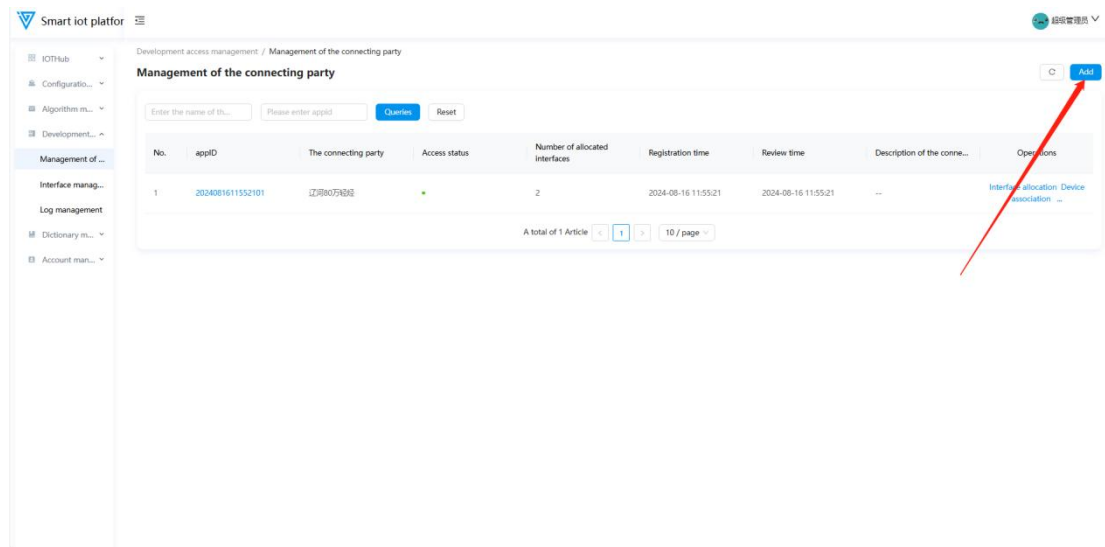 Smart iot platfor
超级管理员
IOTHub
Configuratio...
Algorithm m...
Development...
Management of ...
Interface manag...
Log management
Dictionary m...
Account man...
Development access management / Management of the connecting party
Management of the connecting party
Add
Enter the name of th...
Please enter appid
Queries
Reset
No.
appID
The connecting party
Access status
Number of allocated
interfaces
Registration time
Review time
Description of the conne...
Operations
1
2024081611552101
辽河80万轻烃
2
2024-08-16 11:55:21
2024-08-16 11:55:21
--
Interface allocation Device
association ...
A total of 1 Article < 1 > 10 / page